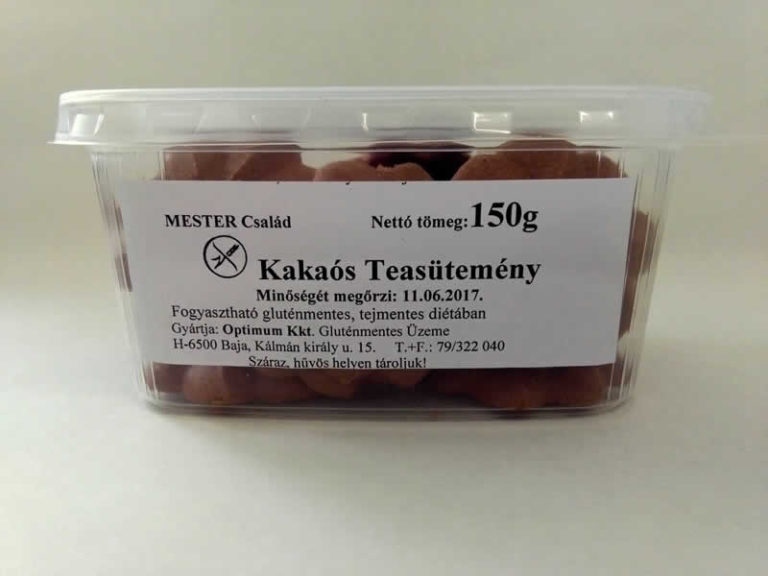 MESTER Család Nettó tömeg: 150g
Kakaós Teasütemény
Minőségét megőrzi: 11.06.2017.
Fogyasztható gluténmentes, tejmentes diétában
Gyártja: Optimum Kkt. Gluténmentes Üzeme
H-6500 Baja, Kálmán király u. 15. T.+F.: 79/322 040
Száraz, hűvös helyen tároljuk!